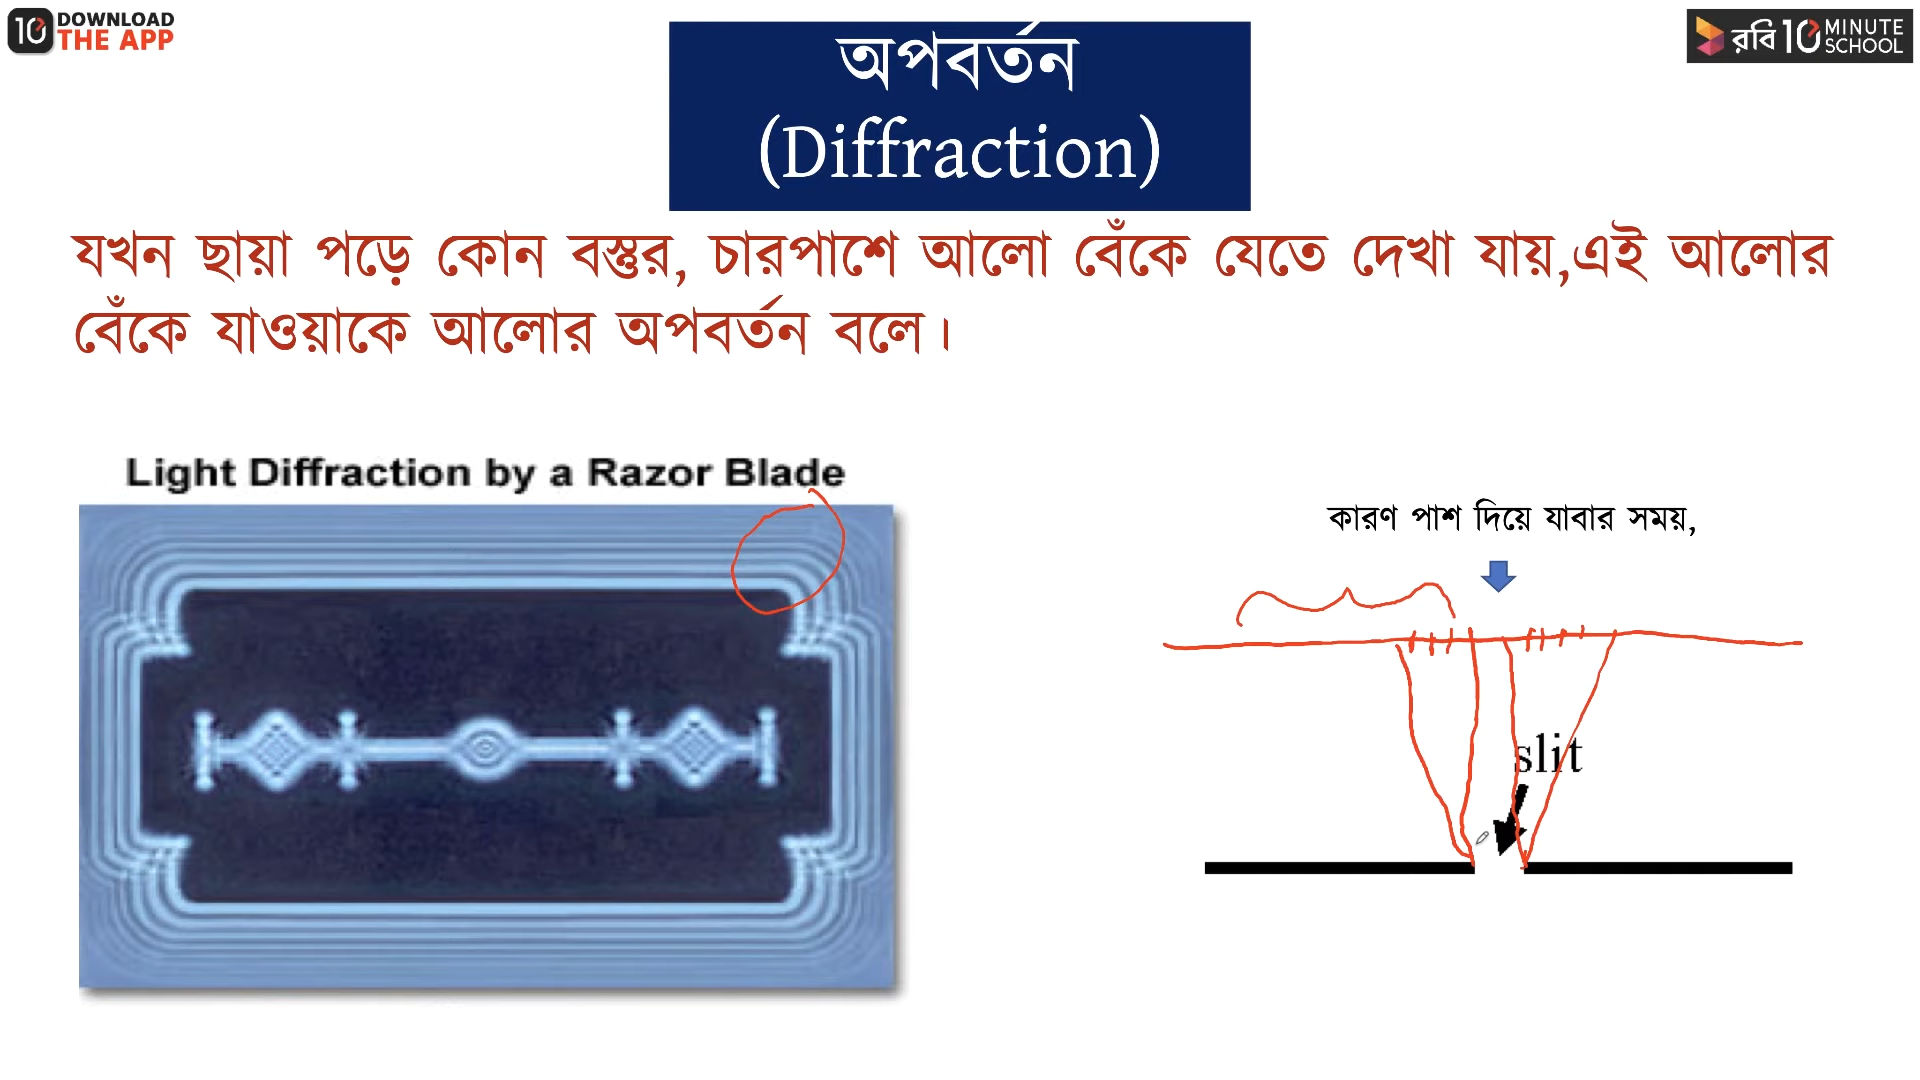 10 DOWNLOAD
THE APP
রবি 10 MINUTE
SCHOOL
অপবর্তন
(Diffraction)
যখন ছায়া পড়ে কোন বস্তুর, চারপাশে আলো বেঁকে যেতে দেখা যায়,এই আলোর
বেঁকে যাওয়াকে আলোর অপবর্তন বলে।
Light Diffraction by a Razor Blade
কারণ পাশ দিয়ে যাবার সময়,
slit